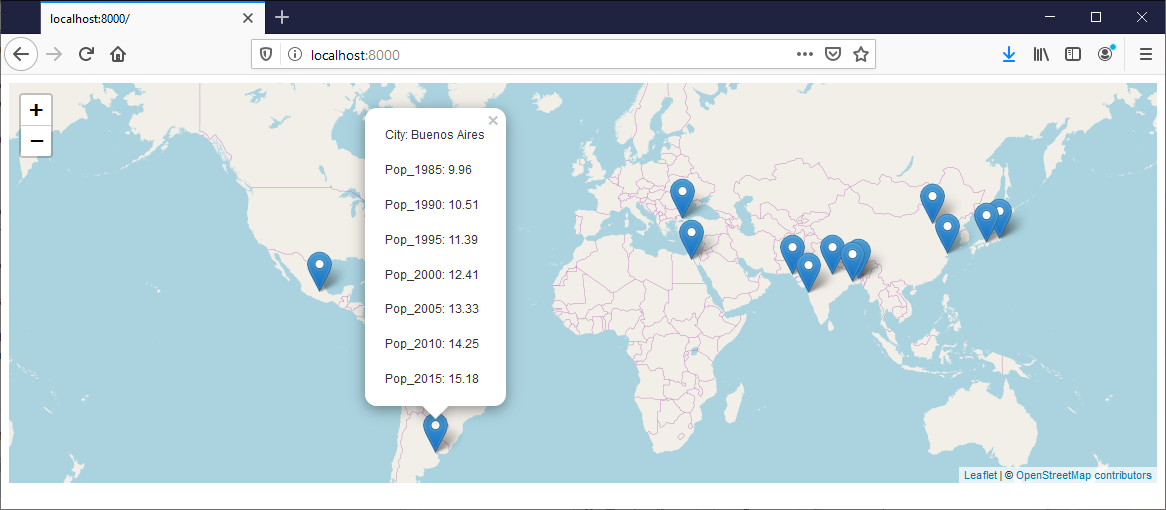 localhost:8000/
localhost:8000
+
−
City: Buenos Aires
Pop_1985: 9.96
Pop_1990: 10.51
Pop_1995: 11.39
Pop_2000: 12.41
Pop_2005: 13.33
Pop_2010: 14.25
Pop_2015: 15.18
Leaflet | © OpenStreetMap contributors